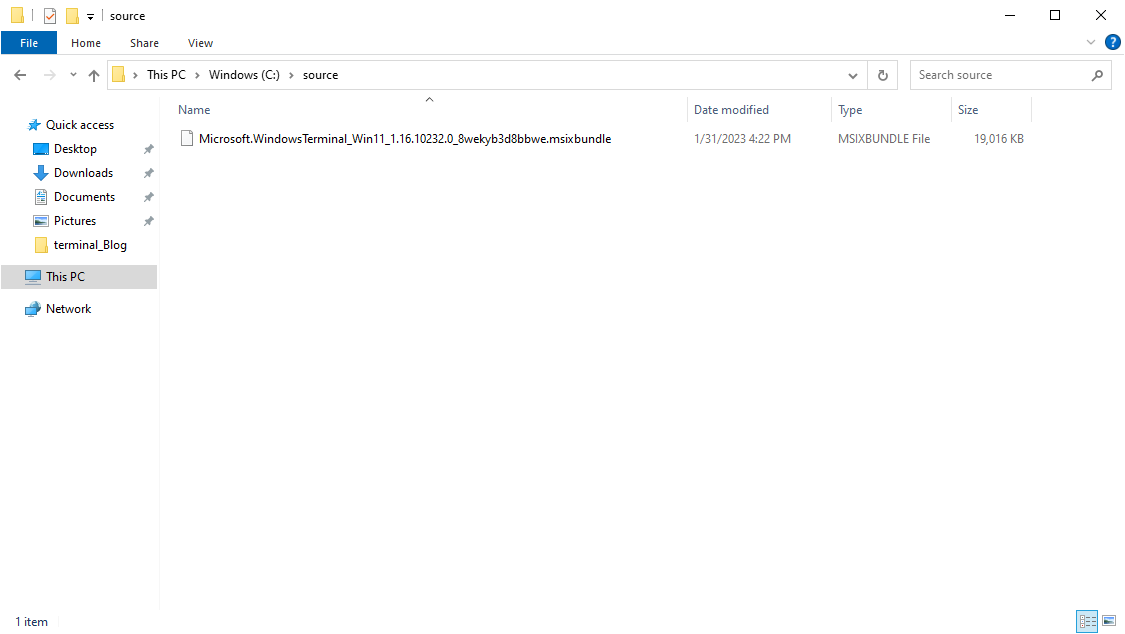 source
File Home Share View
This PC Windows (C:) source
Search source
Name Date modified Type Size
Microsoft.WindowsTerminal_Win11_1.16.10232.0_8wekyb3d8bbwe.msixbundle 1/31/2023 4:22 PM MSIXBUNDLE File 19,016 KB
Quick access
Desktop
Downloads
Documents
Pictures
terminal_Blog
This PC
Network
1 item